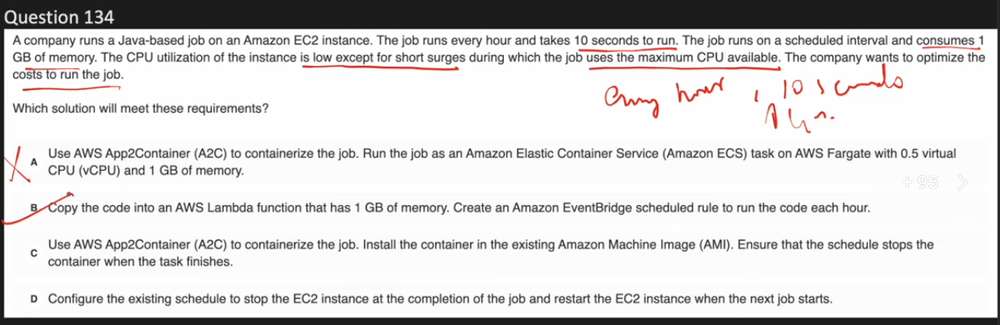 Question 134
A company runs a Java-based job on an Amazon EC2 instance. The job runs every hour and takes 10 seconds to run. The job runs on a scheduled interval and consumes 1
GB of memory. The CPU utilization of the instance is low except for short surges during which the job uses the maximum CPU available. The company wants to optimize the
costs to run the job.
every hour , 10 seconds
Which solution will meet these requirements?
A Use AWS App2Container (A2C) to containerize the job. Run the job as an Amazon Elastic Container Service (Amazon ECS) task on AWS Fargate with 0.5 virtual
CPU (vCPU) and 1 GB of memory.
+95
B Copy the code into an AWS Lambda function that has 1 GB of memory. Create an Amazon EventBridge scheduled rule to run the code each hour.
C Use AWS App2Container (A2C) to containerize the job. Install the container in the existing Amazon Machine Image (AMI). Ensure that the schedule stops the
container when the task finishes.
D Configure the existing schedule to stop the EC2 instance at the completion of the job and restart the EC2 instance when the next job starts.